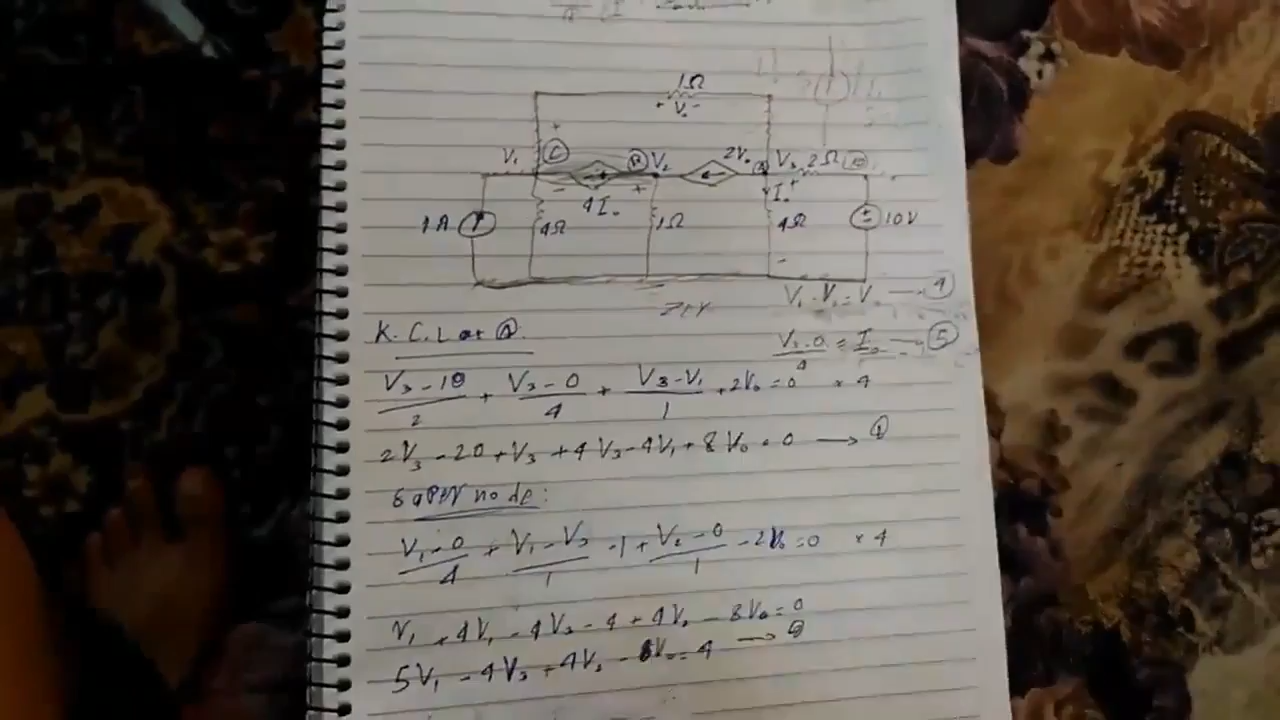 1Ω
+ V₀ -
V₁
V₂
2V₀
V₃
2Ω
4I₀
I₀
1A
4Ω
1Ω
4Ω
10V
④
K.C.L at ⓐ
V₃-0/4 = I₀ → ⑤
V₃-10/2 + V₃-0/4 + V₃-V₁/1 + 2V₀ = 0 × 4
2V₃ - 20 + V₃ + 4V₃ - 4V₁ + 8V₀ = 0 → ①
Super node:
V₁-0/4 + V₁-V₃/1 - 1 + V₂-0/1 - 2V₀ = 0 × 4
V₁ + 4V₁ - 4V₃ - 4 + 4V₂ - 8V₀ = 0
5V₁ - 4V₃ + 4V₂ - 8V₀ = 4 → ②